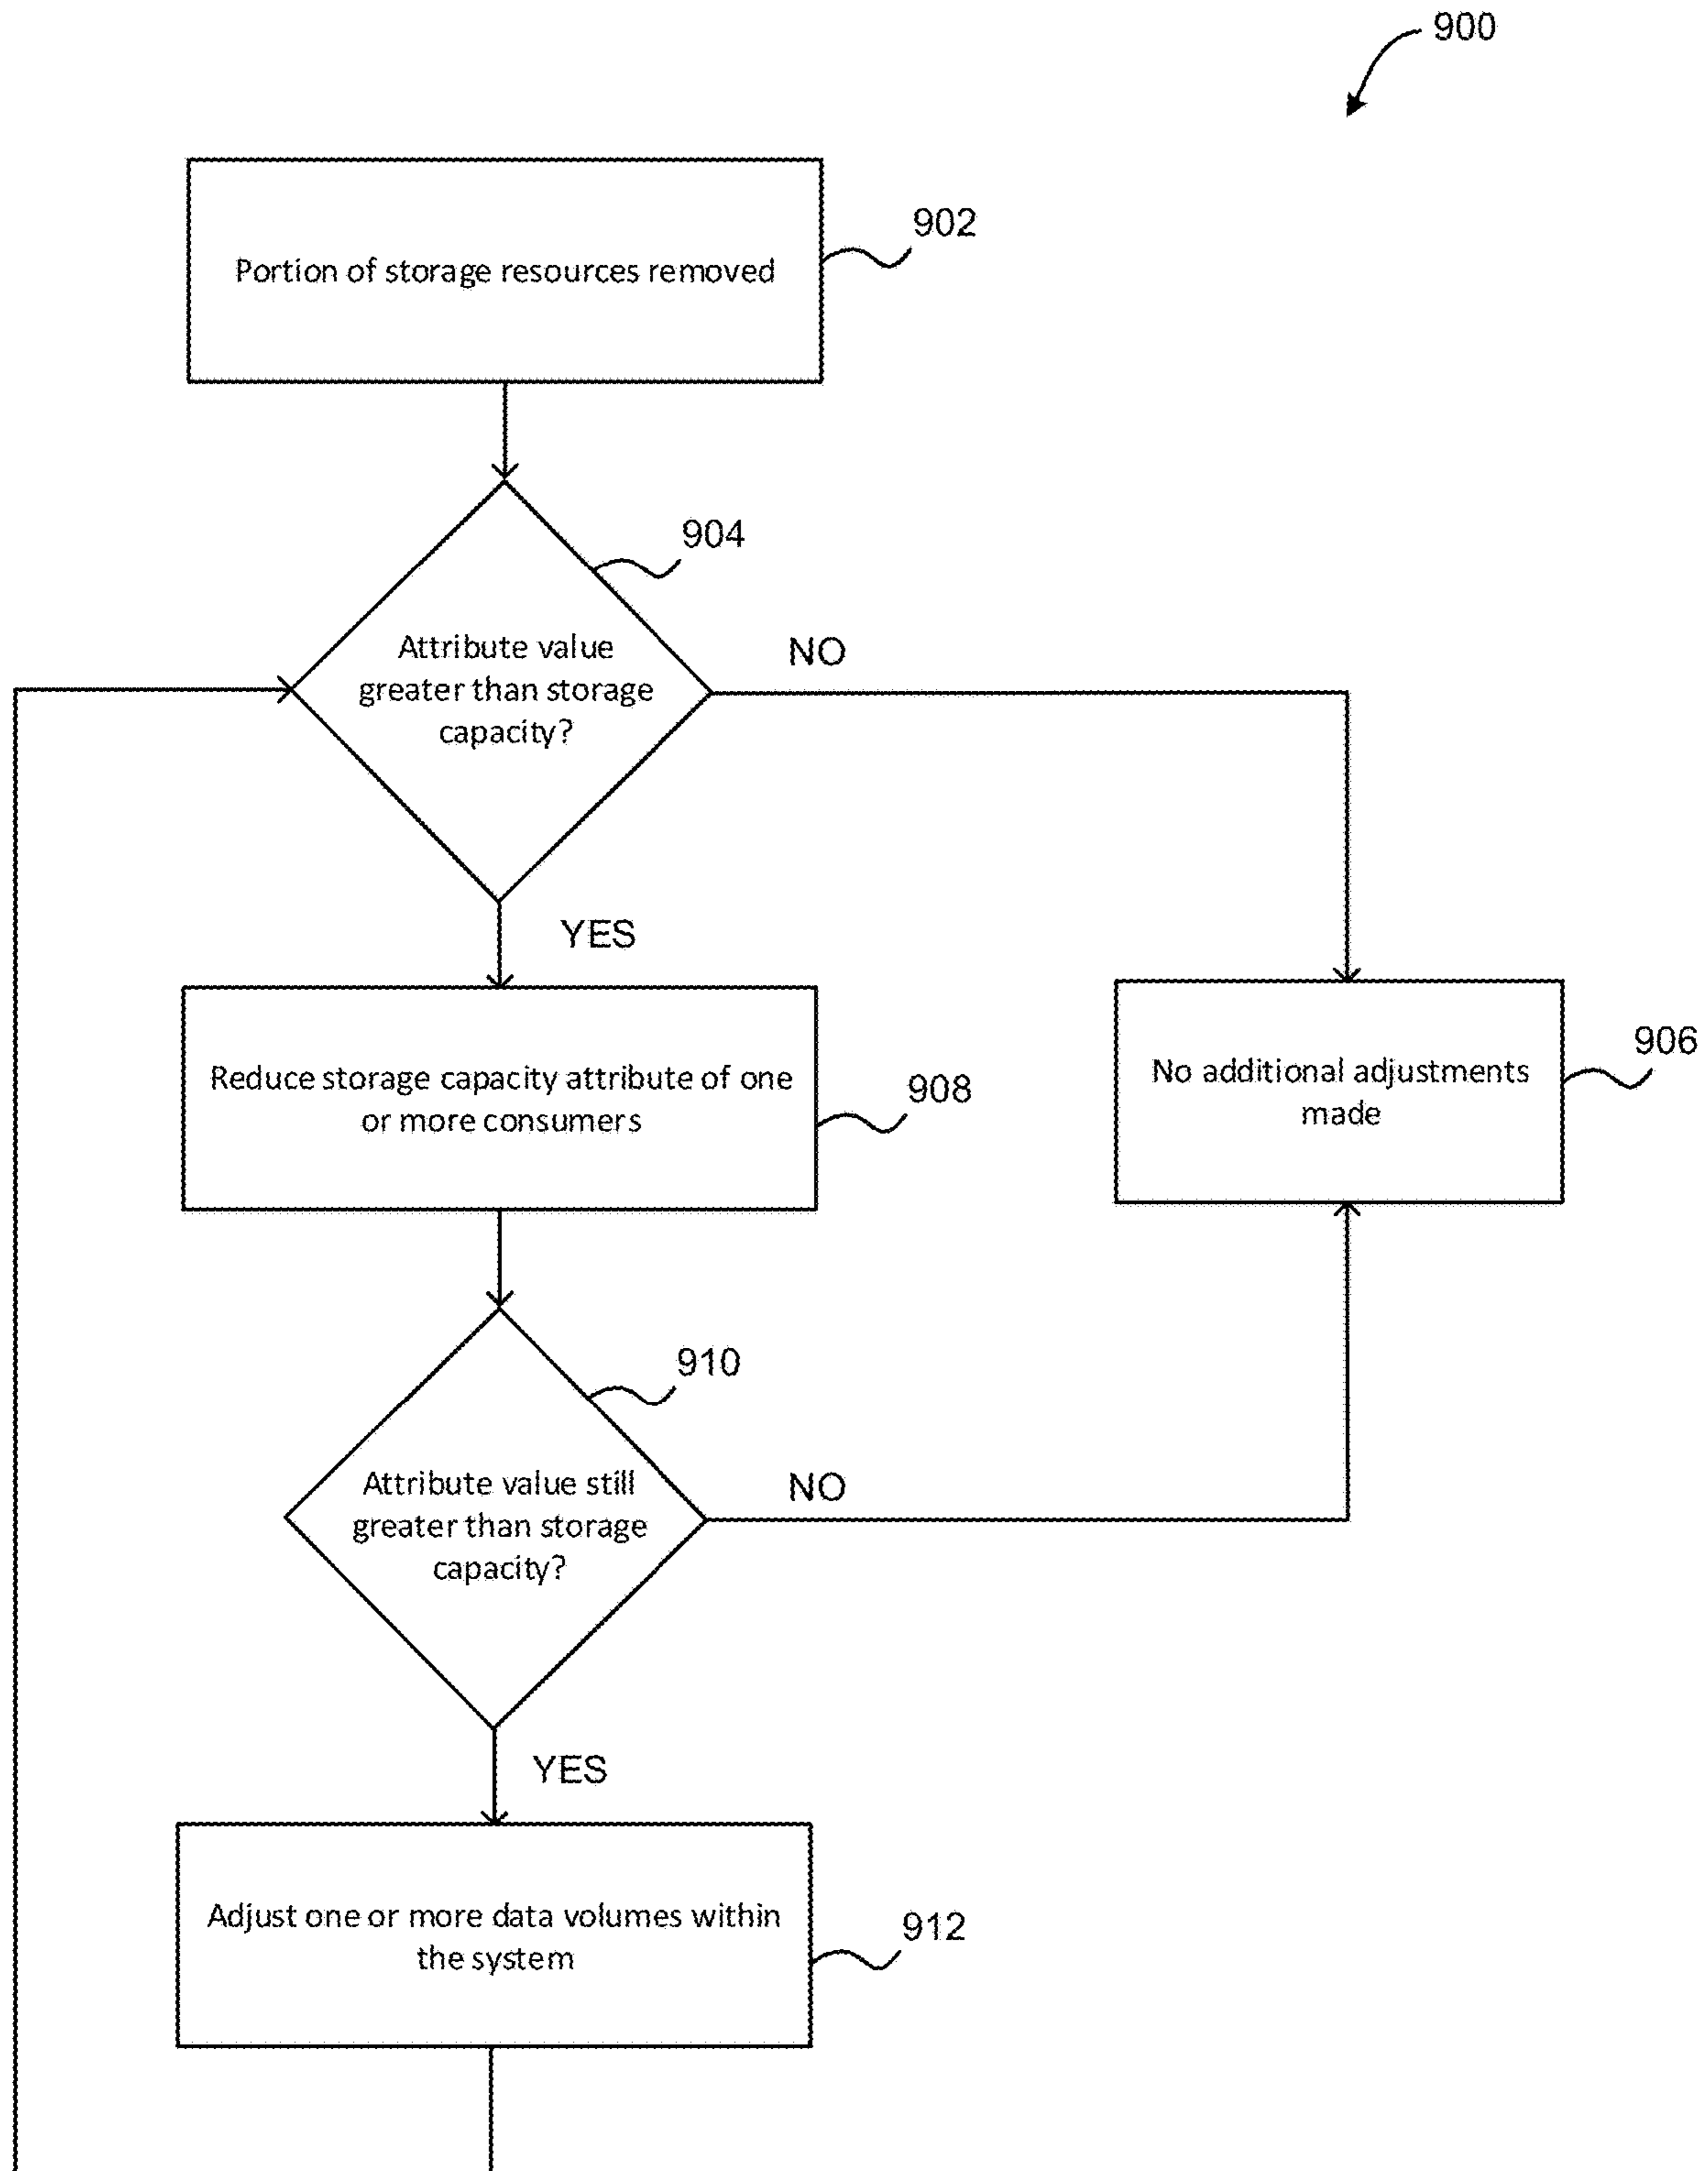 900
902
Portion of storage resources removed
904
Attribute value
greater than storage
capacity?
NO
YES
Reduce storage capacity attribute of one
or more consumers
908
No additional adjustments
made
906
910
Attribute value still
greater than storage
capacity?
NO
YES
Adjust one or more data volumes within
the system
912